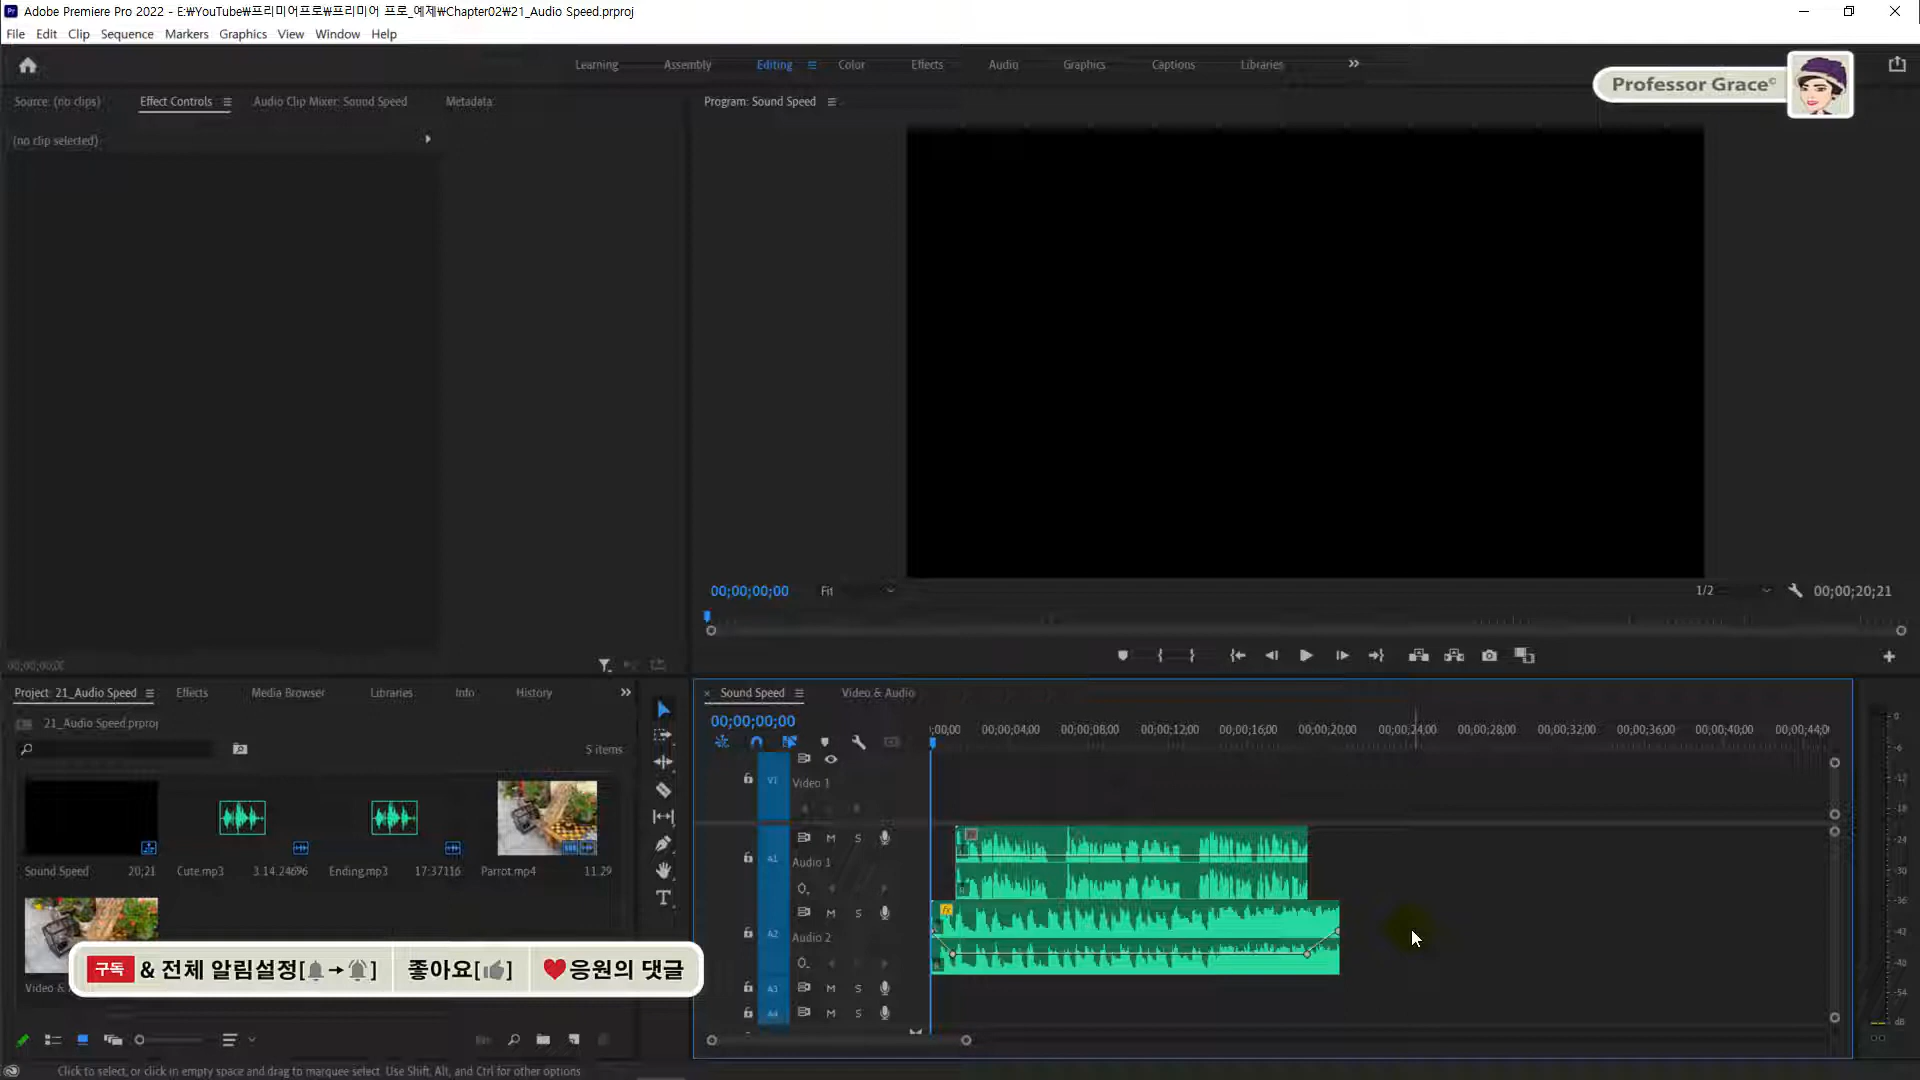 Adobe Premiere Pro 2022 - E:₩YouTube₩프리미어프로₩프리미어 프로_예제₩Chapter02₩21_Audio Speed.prproj
File Edit Clip Sequence Markers Graphics View Window Help
Learning Assembly Editing Color Effects Audio Graphics Captions Libraries
Professor Grace©
Source: (no clips) Effect Controls Audio Clip Mixer: Sound Speed Metadata
Program: Sound Speed
(no clip selected)
00;00;00;00 Fit 1/2 00;00;20;21
00;00;00;00
Project: 21_Audio Speed Effects Media Browser Libraries Info History
Sound Speed Video & Audio
21_Audio Speed.prproj
00;00;00;00
;00;00 00;00;04;00 00;00;08;00 00;00;12;00 00;00;16;00 00;00;20;00 00;00;24;00 00;00;28;00 00;00;32;00 00;00;36;00 00;00;40;00 00;00;44;0
5 items
V1 Video 1
A1 M S
Audio 1
A2 M S
Audio 2
A3 M S
A4 M S
fx
Sound Speed 20;21 Cute.mp3 3.14.24696 Ending.mp3 17:37116 Parrot.mp4 11.29
Video &
구독 & 전체 알림설정[→] 좋아요[] 응원의 댓글
0
-6
-12
-24
-30
-36
-42
-48
-54
dB
Click to select, or click in empty space and drag to marquee select. Use Shift, Alt, and Ctrl for other options